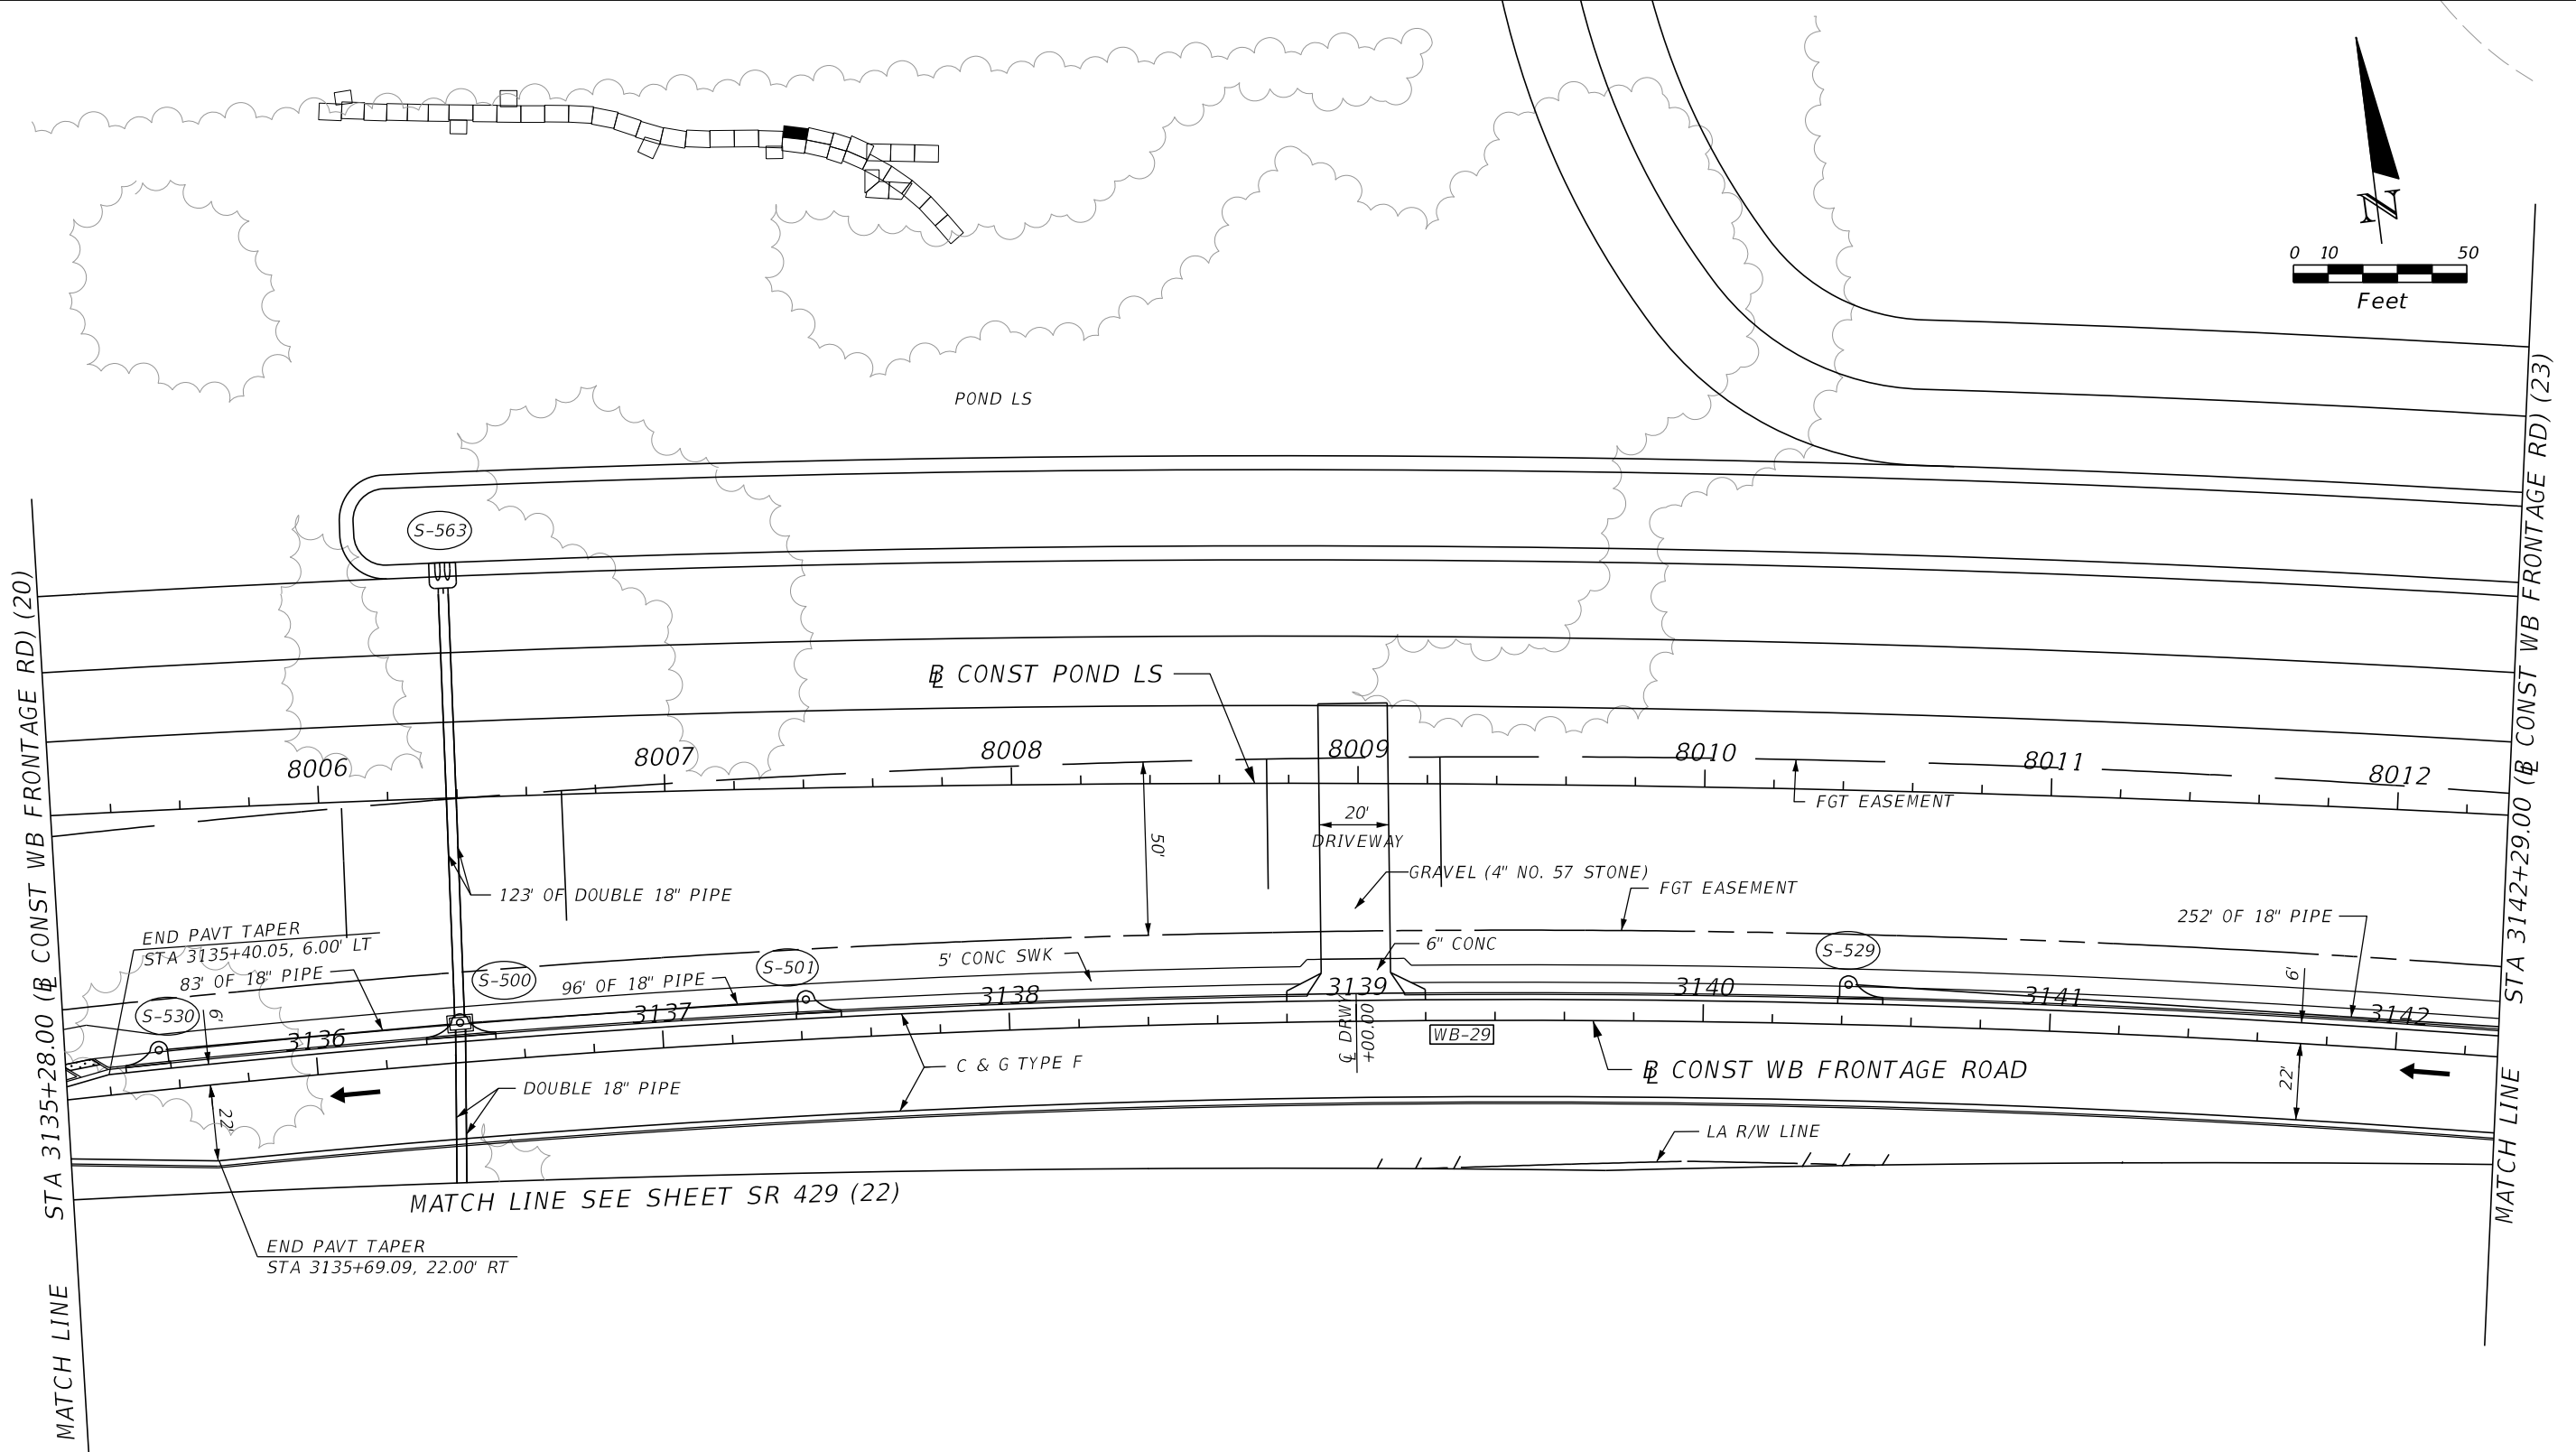 N
0 10 50
Feet
POND LS
S-563
℄ CONST POND LS
8006 8007 8008 8009 8010 8011 8012
FGT EASEMENT
20'
DRIVEWAY
50'
GRAVEL (4" NO. 57 STONE)
FGT EASEMENT
123' OF DOUBLE 18" PIPE
252' OF 18" PIPE
END PAVT TAPER
STA 3135+40.05, 6.00' LT
83' OF 18" PIPE
S-530
6'
S-500
96' OF 18" PIPE
S-501
5' CONC SWK
6" CONC
S-529
6'
3136 3137 3138 3139 3140 3141 3142
℄ DRWY
+00.00
WB-29
C & G TYPE F
BL CONST WB FRONTAGE ROAD
DOUBLE 18" PIPE
22'
22'
LA R/W LINE
MATCH LINE SEE SHEET SR 429 (22)
END PAVT TAPER
STA 3135+69.09, 22.00' RT
MATCH LINE STA 3135+28.00 (BL CONST WB FRONTAGE RD) (20)
MATCH LINE STA 3142+29.00 (BL CONST WB FRONTAGE RD) (23)